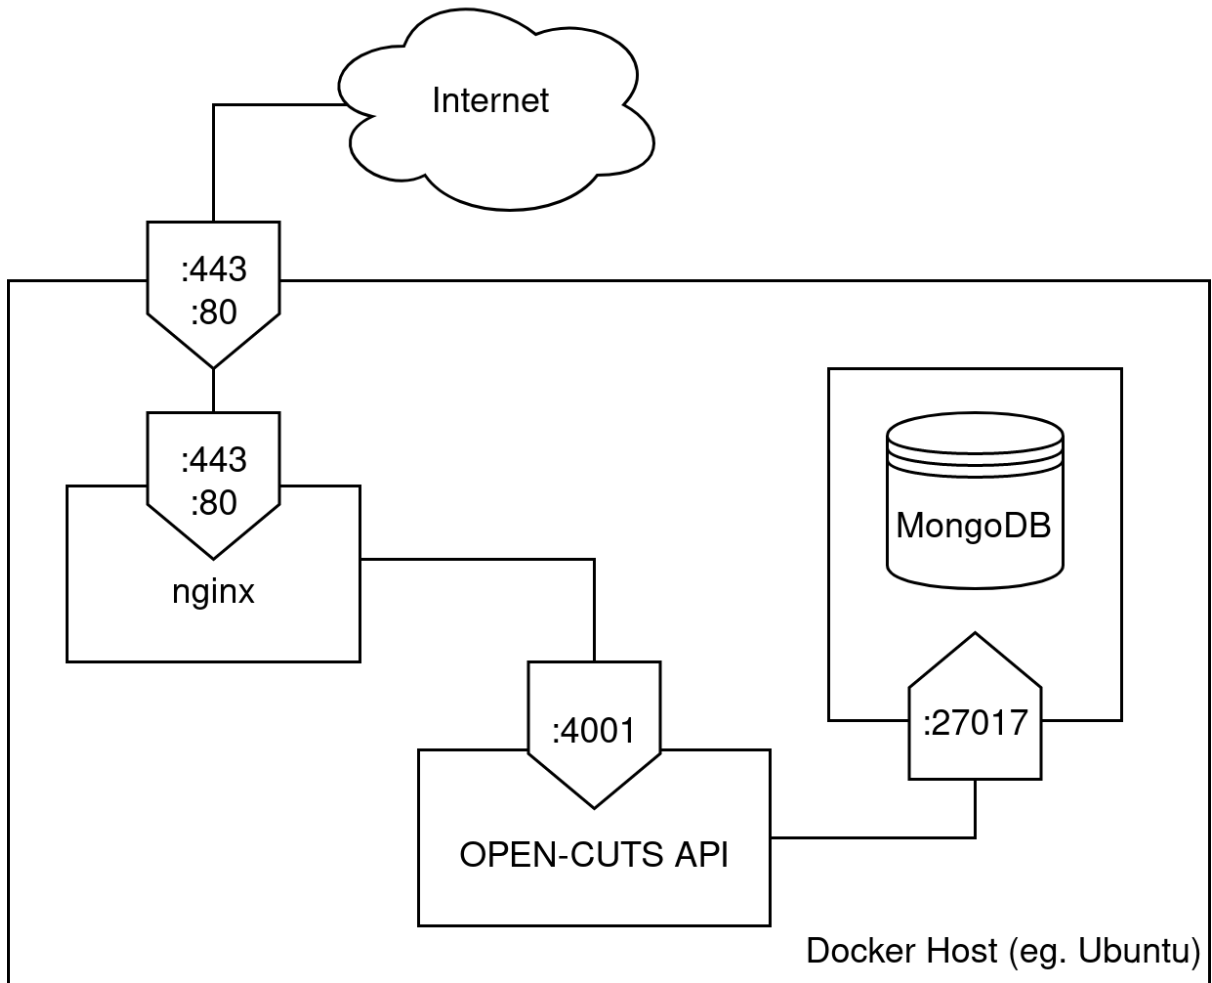 Internet
:443
:80
:443
:80
nginx
MongoDB
:4001
:27017
OPEN-CUTS API
Docker Host (eg. Ubuntu)